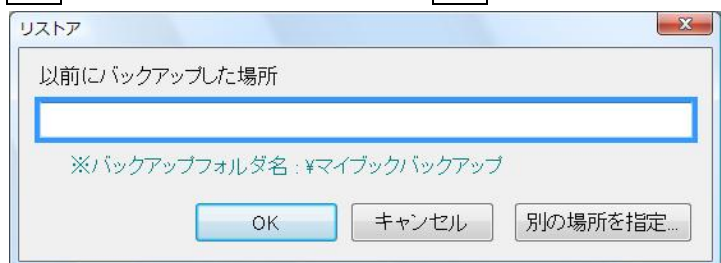 リストア
以前にバックアップした場所
※バックアップフォルダ名：¥マイブックバックアップ
OK キャンセル 別の場所を指定...